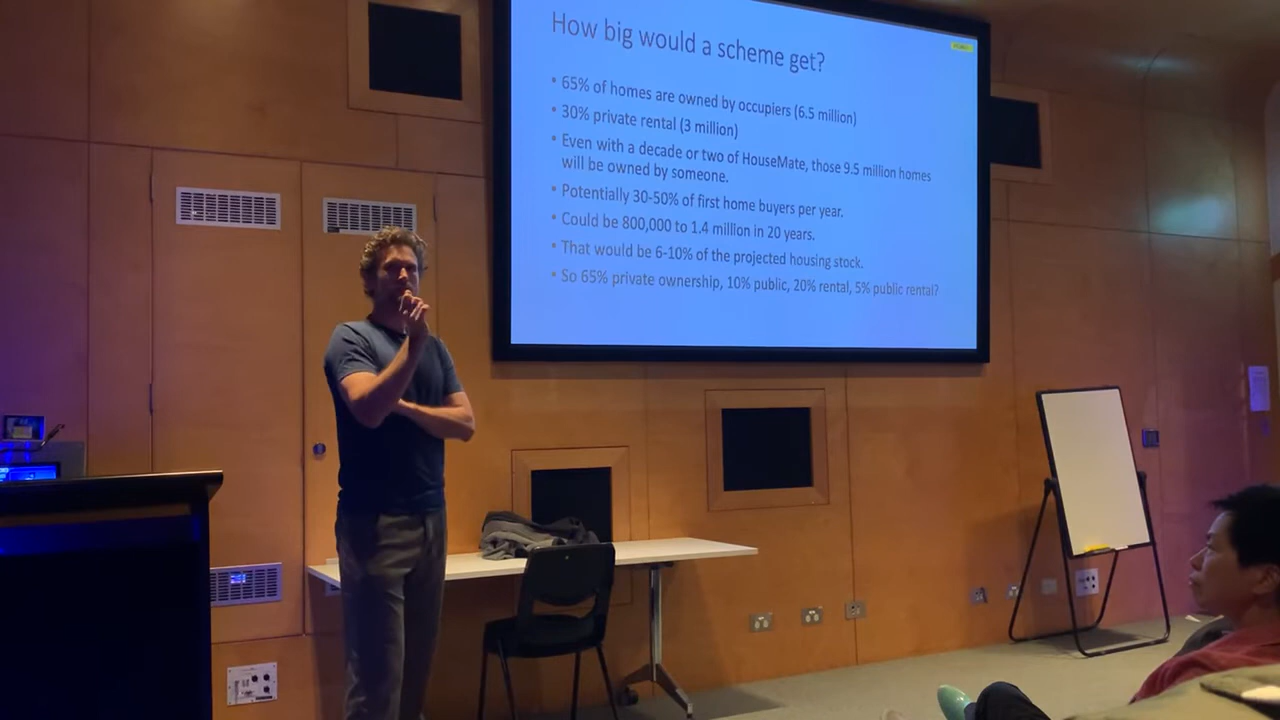 How big would a scheme get?
• 65% of homes are owned by occupiers (6.5 million)
• 30% private rental (3 million)
• Even with a decade or two of HouseMate, those 9.5 million homes
will be owned by someone.
• Potentially 30-50% of first home buyers per year.
• Could be 800,000 to 1.4 million in 20 years.
• That would be 6-10% of the projected housing stock.
• So 65% private ownership, 10% public, 20% rental, 5% public rental?